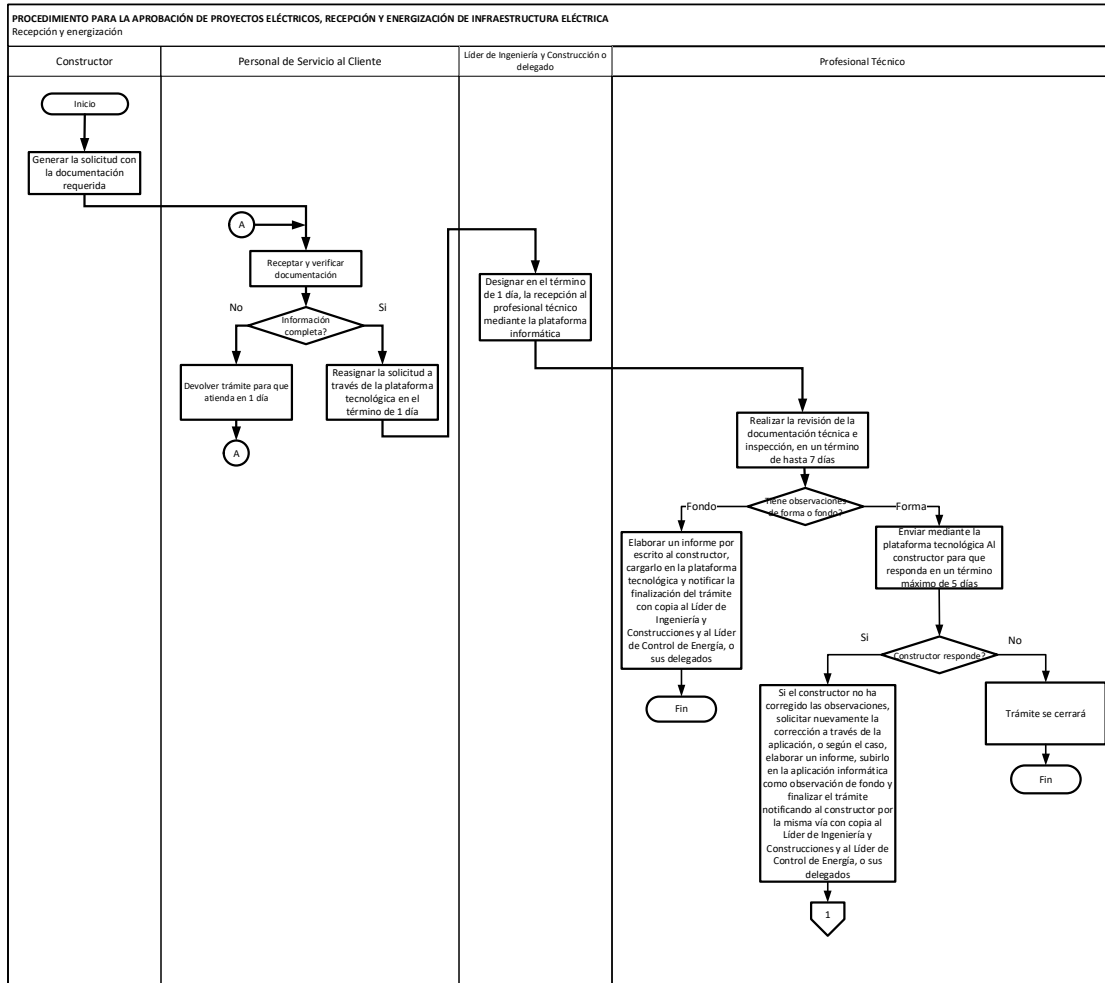 PROCEDIMIENTO PARA LA APROBACIÓN DE PROYECTOS ELÉCTRICOS, RECEPCIÓN Y ENERGIZACIÓN DE INFRAESTRUCTURA ELÉCTRICA
Recepción y energización
Constructor
Personal de Servicio al Cliente
Líder de Ingeniería y Construcción o
delegado
Profesional Técnico
Inicio
Generar la solicitud con
la documentación
requerida
A
Receptar y verificar
documentación
No
Si
Información
completa?
Devolver trámite para que
atienda en 1 día
A
Reasignar la solicitud a
través de la plataforma
tecnológica en el
término de 1 día
Designar en el término
de 1 día, la recepción al
profesional técnico
mediante la plataforma
informática
Realizar la revisión de la
documentación técnica e
inspección, en un término
de hasta 7 días
Tiene observaciones
de forma o fondo?
Fondo
Forma
Elaborar un informe por
escrito al constructor,
cargarlo en la plataforma
tecnológica y notificar la
finalización del trámite
con copia al Líder de
Ingeniería y
Construcciones y al Líder
de Control de Energía, o
sus delegados
Fin
Enviar mediante la
plataforma tecnológica Al
constructor para que
responda en un término
máximo de 5 días
Si
No
Constructor responde?
Si el constructor no ha
corregido las observaciones,
solicitar nuevamente la
corrección a través de la
aplicación, o según el caso,
elaborar un informe, subirlo
en la aplicación informática
como observación de fondo y
finalizar el trámite
notificando al constructor por
la misma vía con copia al
Líder de Ingeniería y
Construcciones y al Líder de
Control de Energía, o sus
delegados
1
Trámite se cerrará
Fin